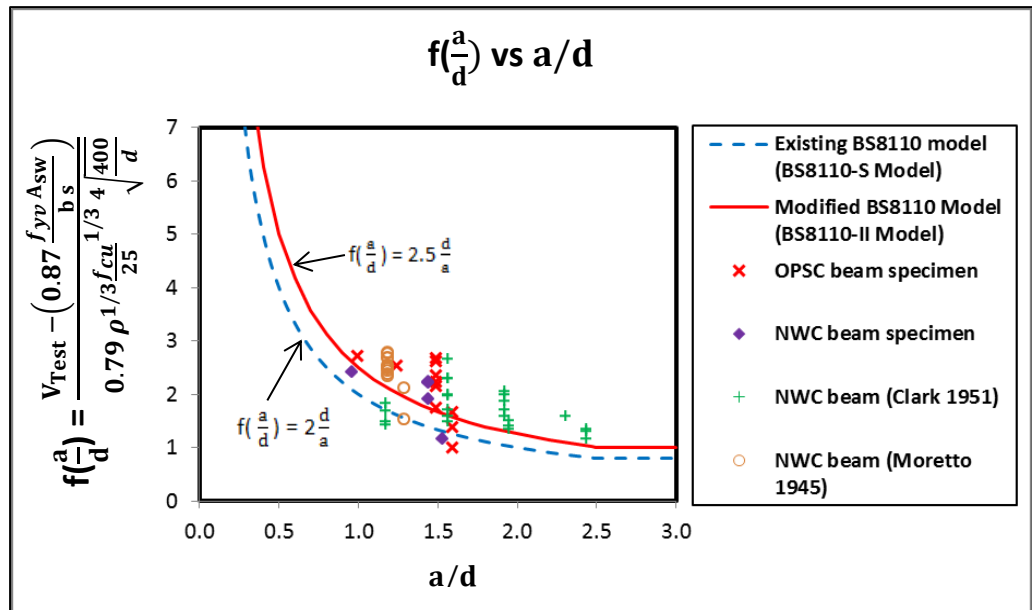 f(a/d) vs a/d
f(a/d) = (V_Test − (0.87 f_yv A_sw / b s)) / (0.79 ρ^1/3 f_cu/25 ^1/3 4√(400/d))
7
6
5
4
3
2
1
0
f(a/d) = 2.5 d/a
f(a/d) = 2 d/a
0.0 0.5 1.0 1.5 2.0 2.5 3.0
a/d
Existing BS8110 model
(BS8110-S Model)
Modified BS8110 Model
(BS8110-II Model)
OPSC beam specimen
NWC beam specimen
NWC beam (Clark 1951)
NWC beam (Moretto
1945)